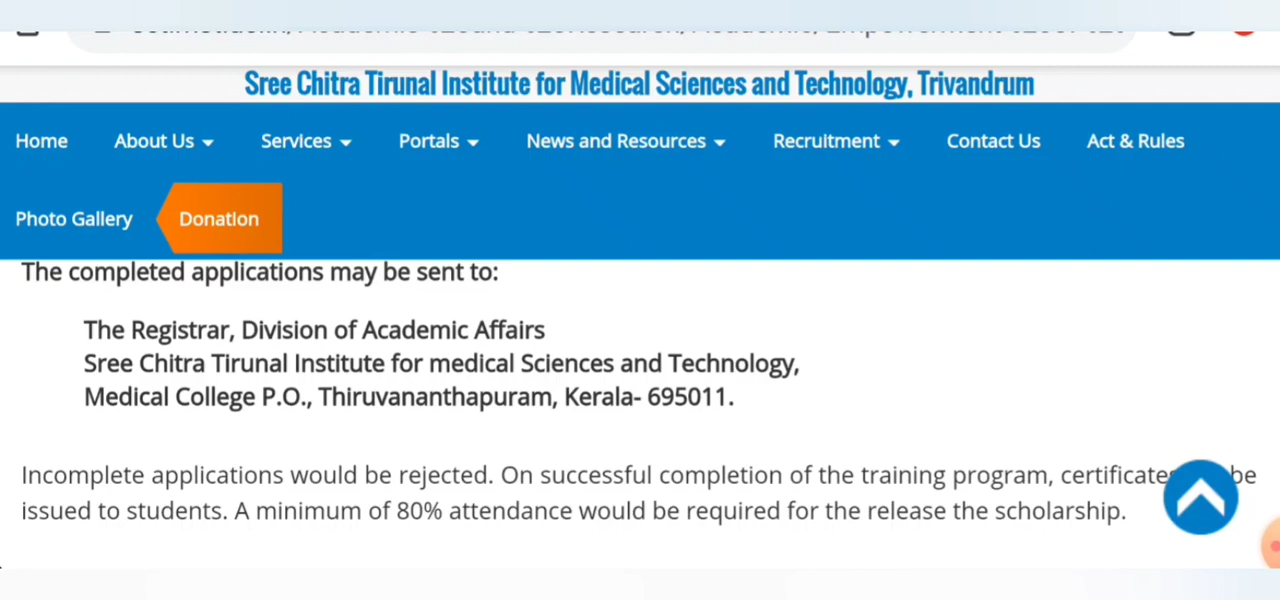 Sree Chitra Tirunal Institute for Medical Sciences and Technology, Trivandrum
Home About Us Services Portals News and Resources Recruitment Contact Us Act & Rules
Photo Gallery Donation
The completed applications may be sent to:
The Registrar, Division of Academic Affairs
Sree Chitra Tirunal Institute for medical Sciences and Technology,
Medical College P.O., Thiruvananthapuram, Kerala- 695011.
Incomplete applications would be rejected. On successful completion of the training program, certificates be
issued to students. A minimum of 80% attendance would be required for the release the scholarship.